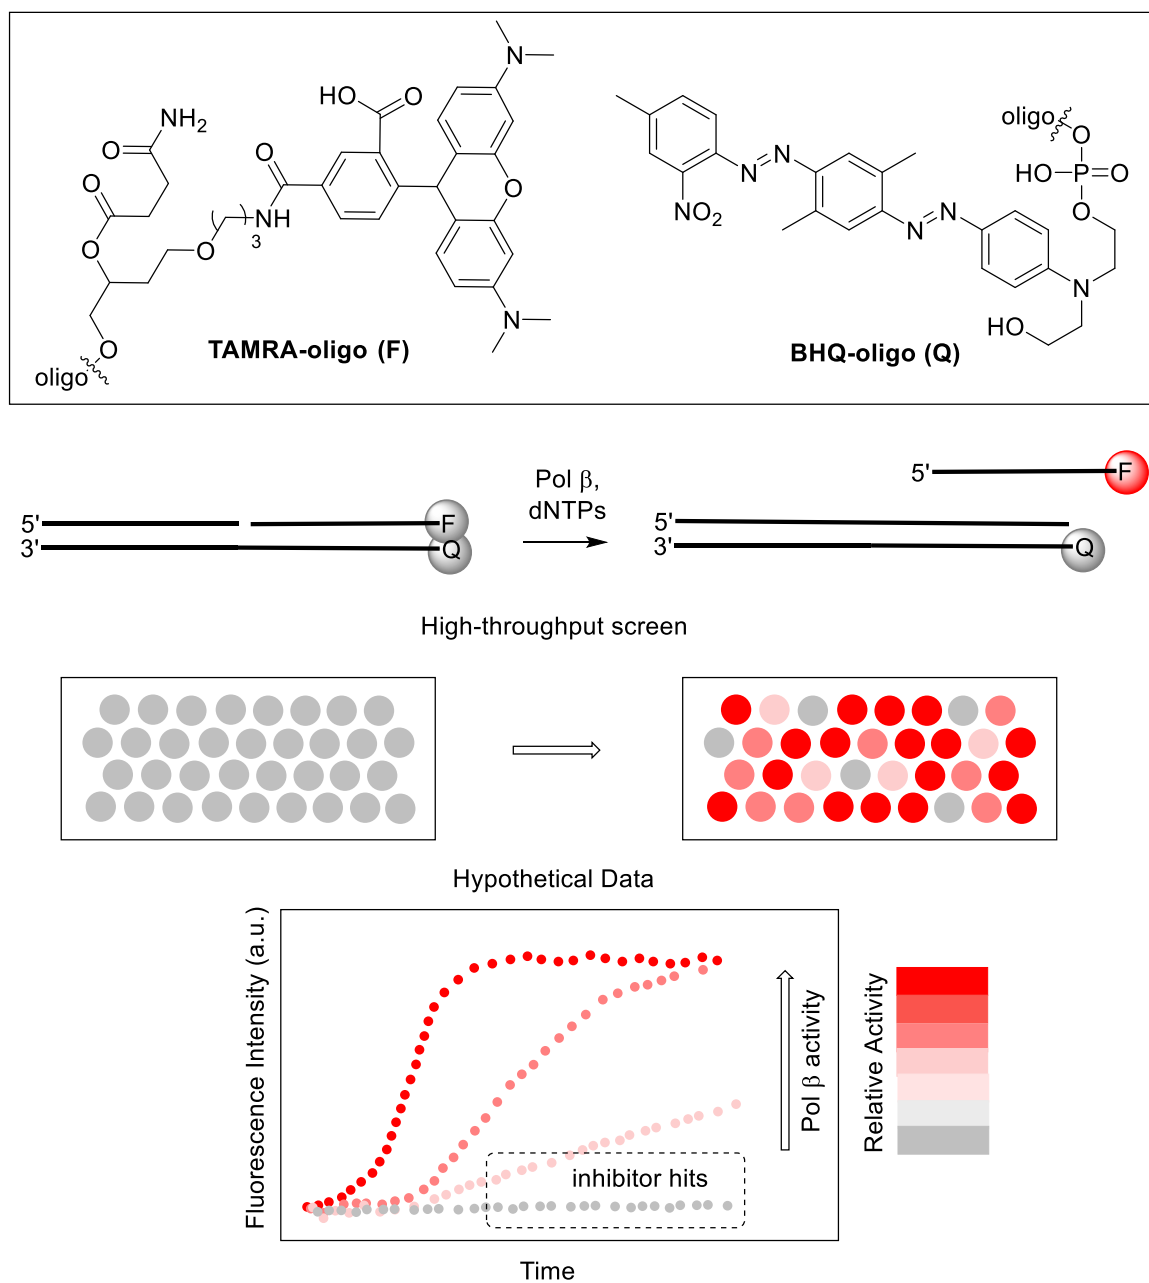 N
HO
O
NH₂
O
O
O
O
O
NH
3
O
O
N
oligo
TAMRA-oligo (F)
oligo
O
HO
P
O
O
N
N
NO₂
N
N
N
HO
BHQ-oligo (Q)
5'
F
3'
Q
Pol β,
dNTPs
5'
F
5'
3'
Q
High-throughput screen
Hypothetical Data
Fluorescence Intensity (a.u.)
inhibitor hits
Pol β activity
Relative Activity
Time